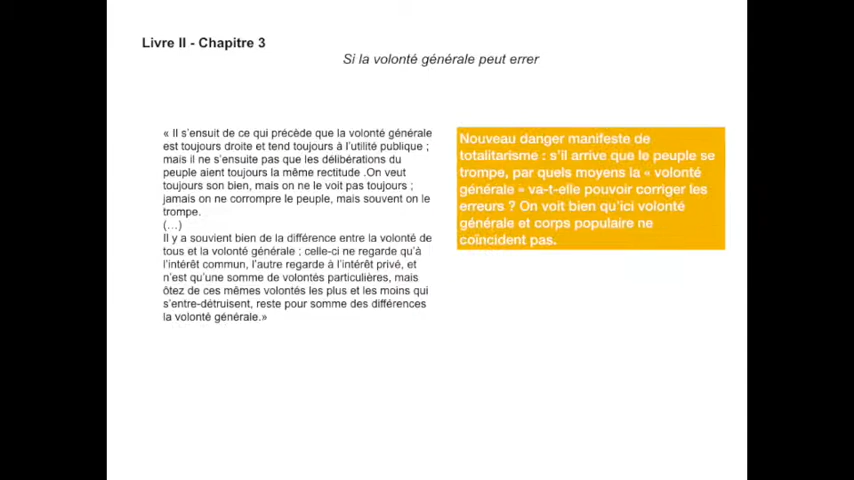 Livre II - Chapitre 3
Si la volonté générale peut errer
« Il s'ensuit de ce qui précède que la volonté générale
est toujours droite et tend toujours à l'utilité publique ;
mais il ne s'ensuite pas que les délibérations du
peuple aient toujours la même rectitude .On veut
toujours son bien, mais on ne le voit pas toujours ;
jamais on ne corrompre le peuple, mais souvent on le
trompe.
(…)
Il y a souvient bien de la différence entre la volonté de
tous et la volonté générale ; celle-ci ne regarde qu'à
l'intérêt commun, l'autre regarde à l'intérêt privé, et
n'est qu'une somme de volontés particulières, mais
ôtez de ces mêmes volontés les plus et les moins qui
s'entre-détruisent, reste pour somme des différences
la volonté générale.»
Nouveau danger manifeste de
totalitarisme : s'il arrive que le peuple se
trompe, par quels moyens la « volonté
générale » va-t-elle pouvoir corriger les
erreurs ? On voit bien qu'ici volonté
générale et corps populaire ne
coïncident pas.